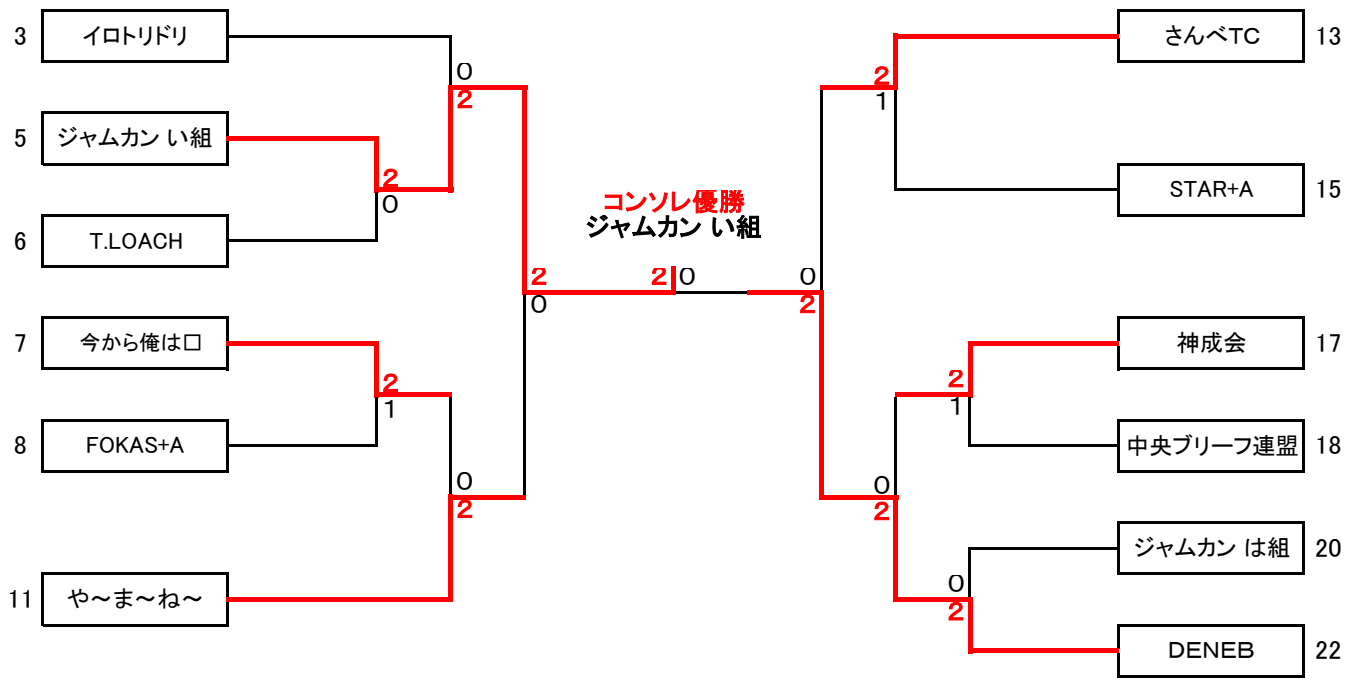 3 イロトリドリ
0
2
5 ジャムカン い組
2
0
6 T.LOACH
7 今から俺は□
2
1
8 FOKAS+A
0
2
11 や～ま～ね～
2
0
コンソレ優勝
ジャムカン い組
2 0
0
2
さんべTC 13
2
1
STAR+A 15
神成会 17
2
1
中央ブリーフ連盟 18
0
2
ジャムカン は組 20
0
2
DENEB 22